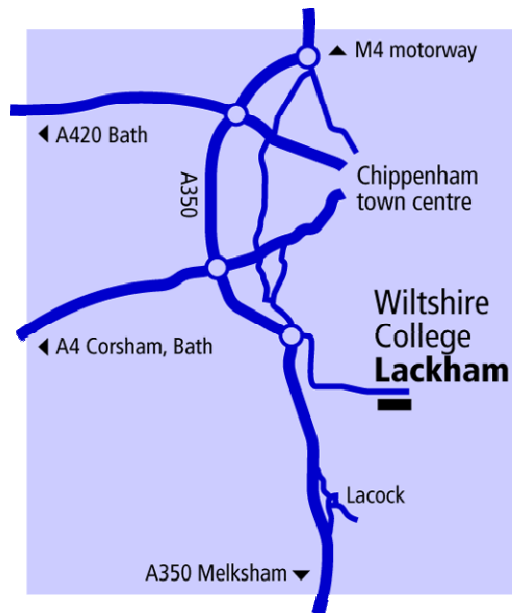 M4 motorway
A420 Bath
A350
Chippenham
town centre
Wiltshire
College
Lackham
A4 Corsham, Bath
Lacock
A350 Melksham